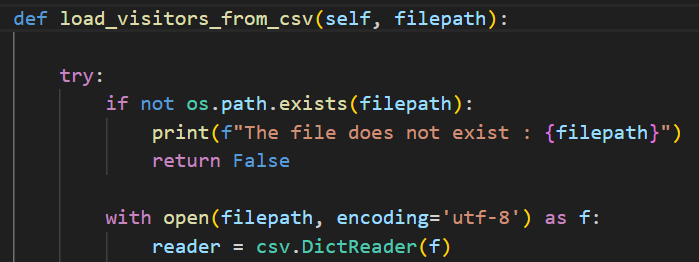 def load_visitors_from_csv(self, filepath):
try:
if not os.path.exists(filepath):
print(f"The file does not exist : {filepath}")
return False
with open(filepath, encoding='utf-8') as f:
reader = csv.DictReader(f)